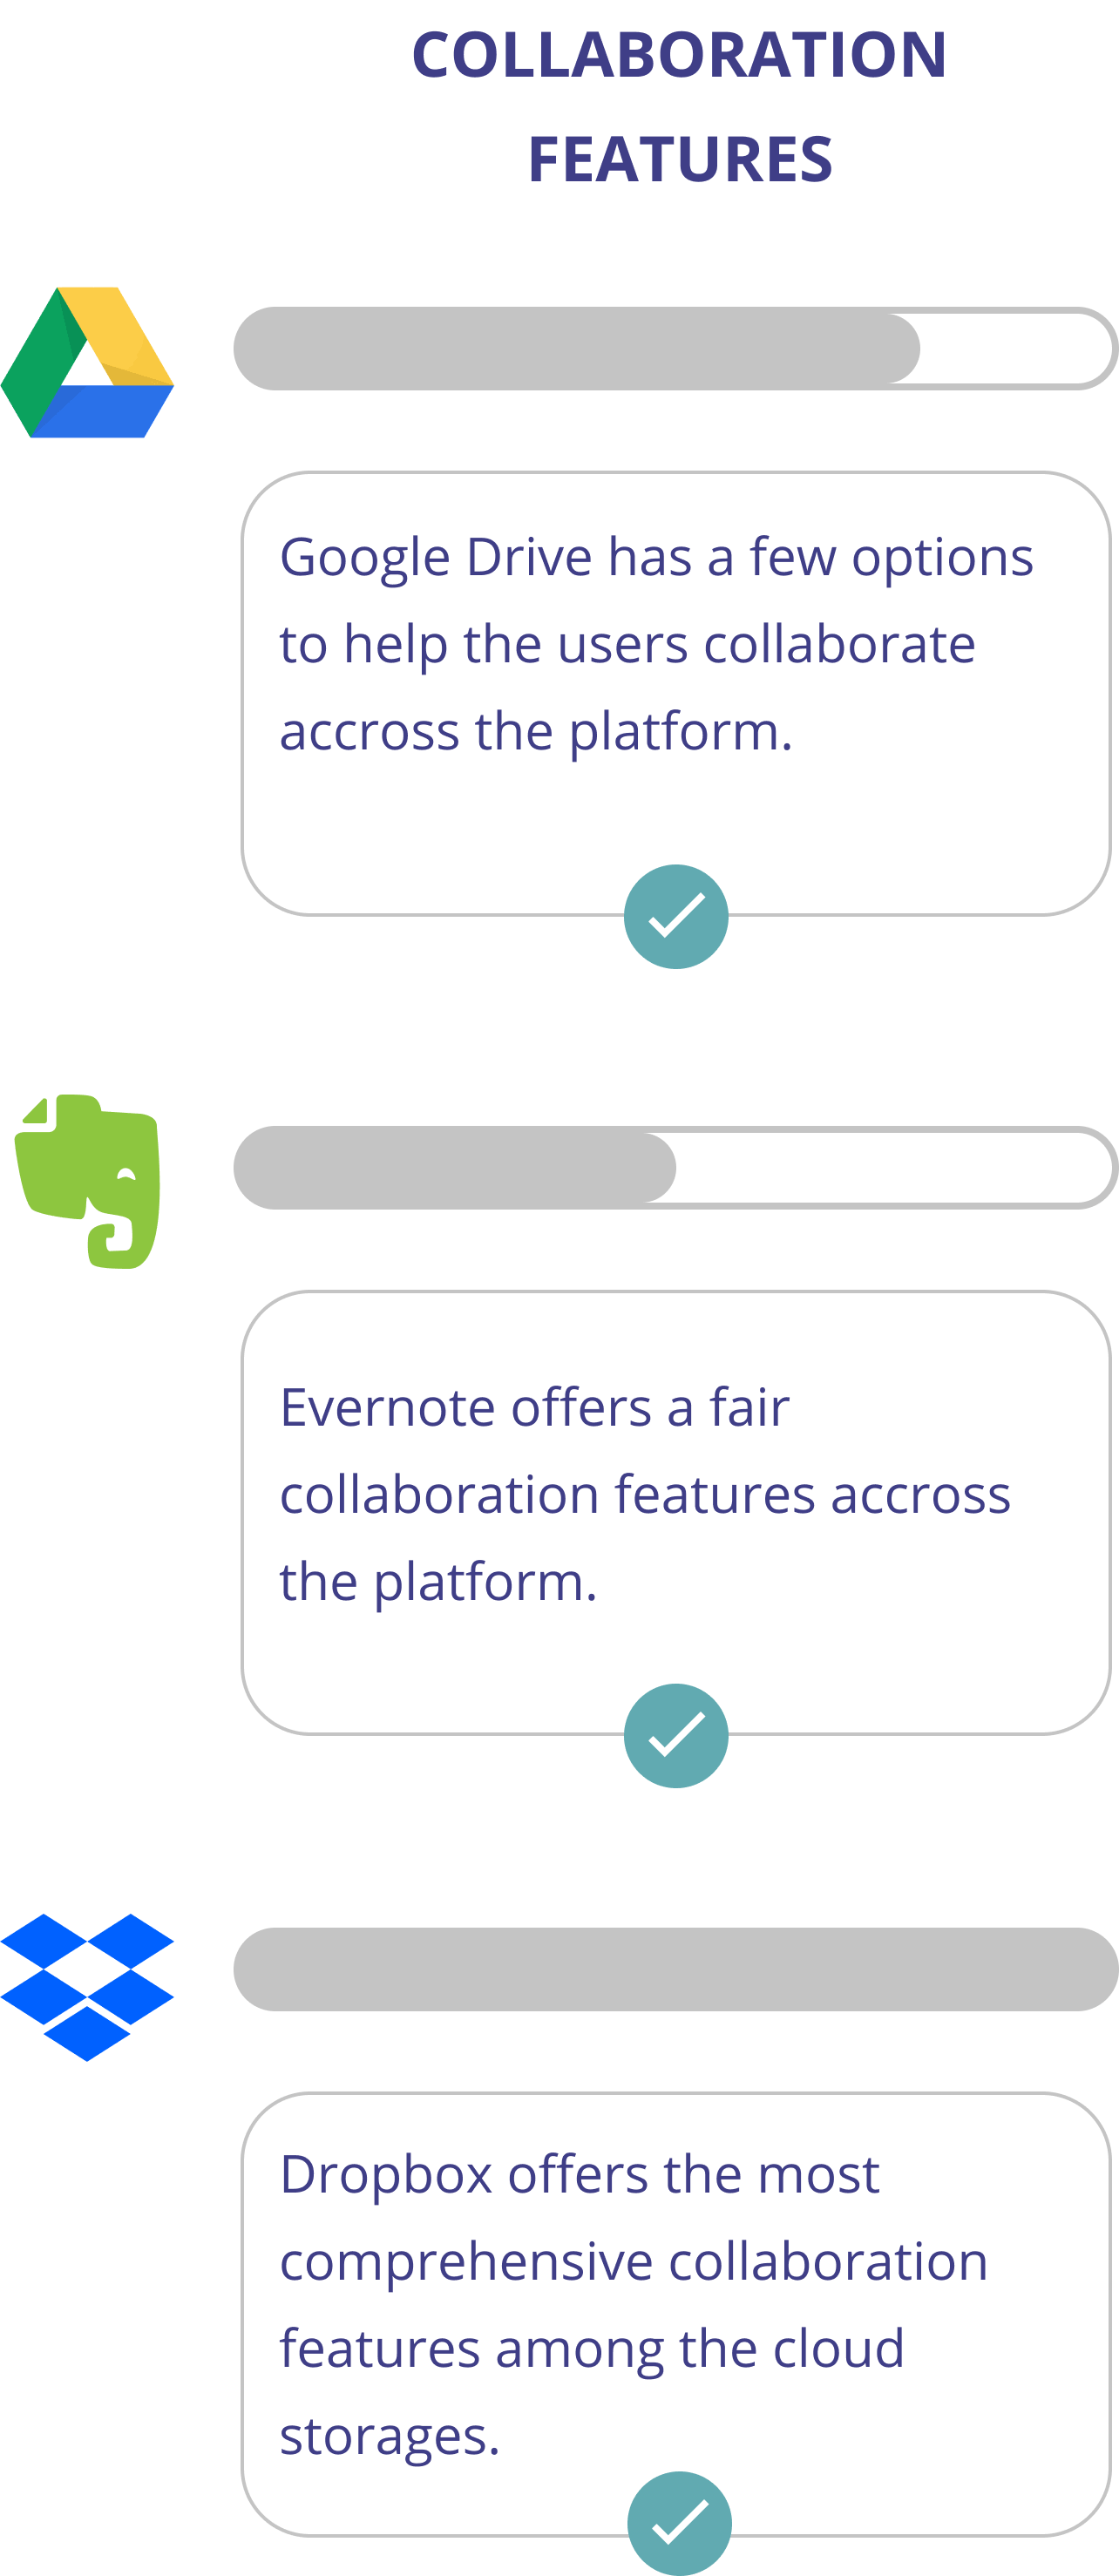 COLLABORATION
FEATURES
Google Drive has a few options
to help the users collaborate
accross the platform.
Evernote offers a fair
collaboration features accross
the platform.
Dropbox offers the most
comprehensive collaboration
features among the cloud
storages.